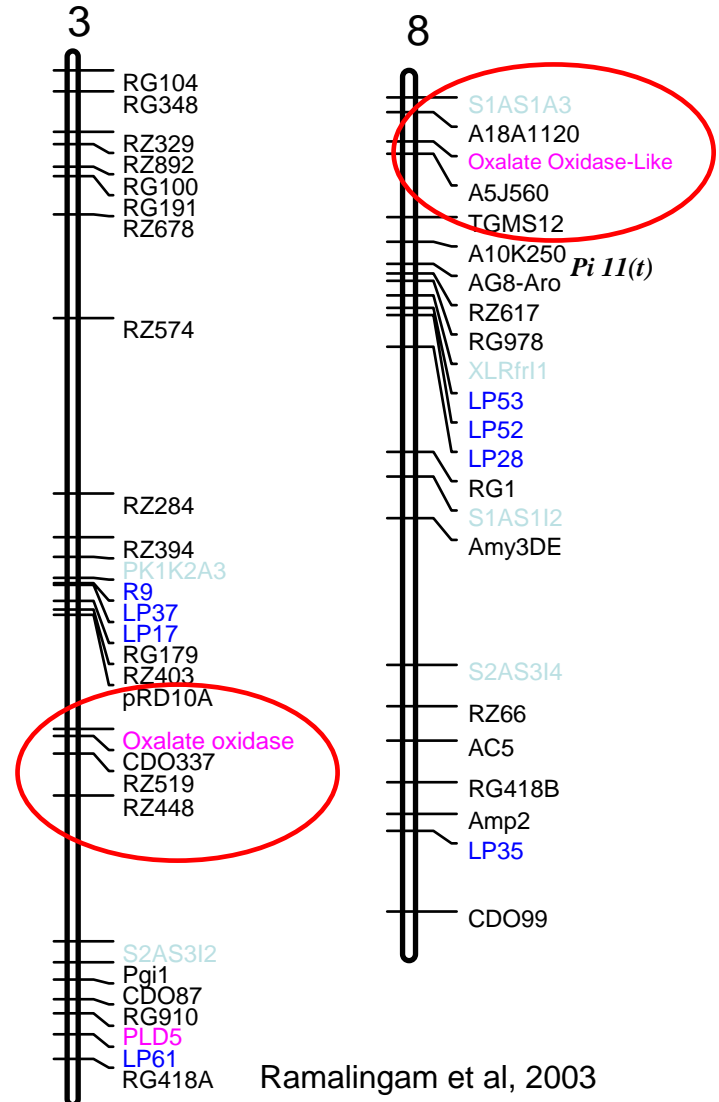 3
RG104
RG348
RZ329
RZ892
RG100
RG191
RZ678
RZ574
RZ284
RZ394
PK1K2A3
R9
LP37
LP17
RG179
RZ403
pRD10A
Oxalate oxidase
CDO337
RZ519
RZ448
S2AS3I2
Pgi1
CDO87
RG910
PLD5
LP61
RG418A
8
S1AS1A3
A18A1120
Oxalate Oxidase-Like
A5J560
TGMS12
A10K250
Pi 11(t)
AG8-Aro
RZ617
RG978
XLRfrI1
LP53
LP52
LP28
RG1
S1AS1I2
Amy3DE
S2AS3I4
RZ66
AC5
RG418B
Amp2
LP35
CDO99
Ramalingam et al, 2003